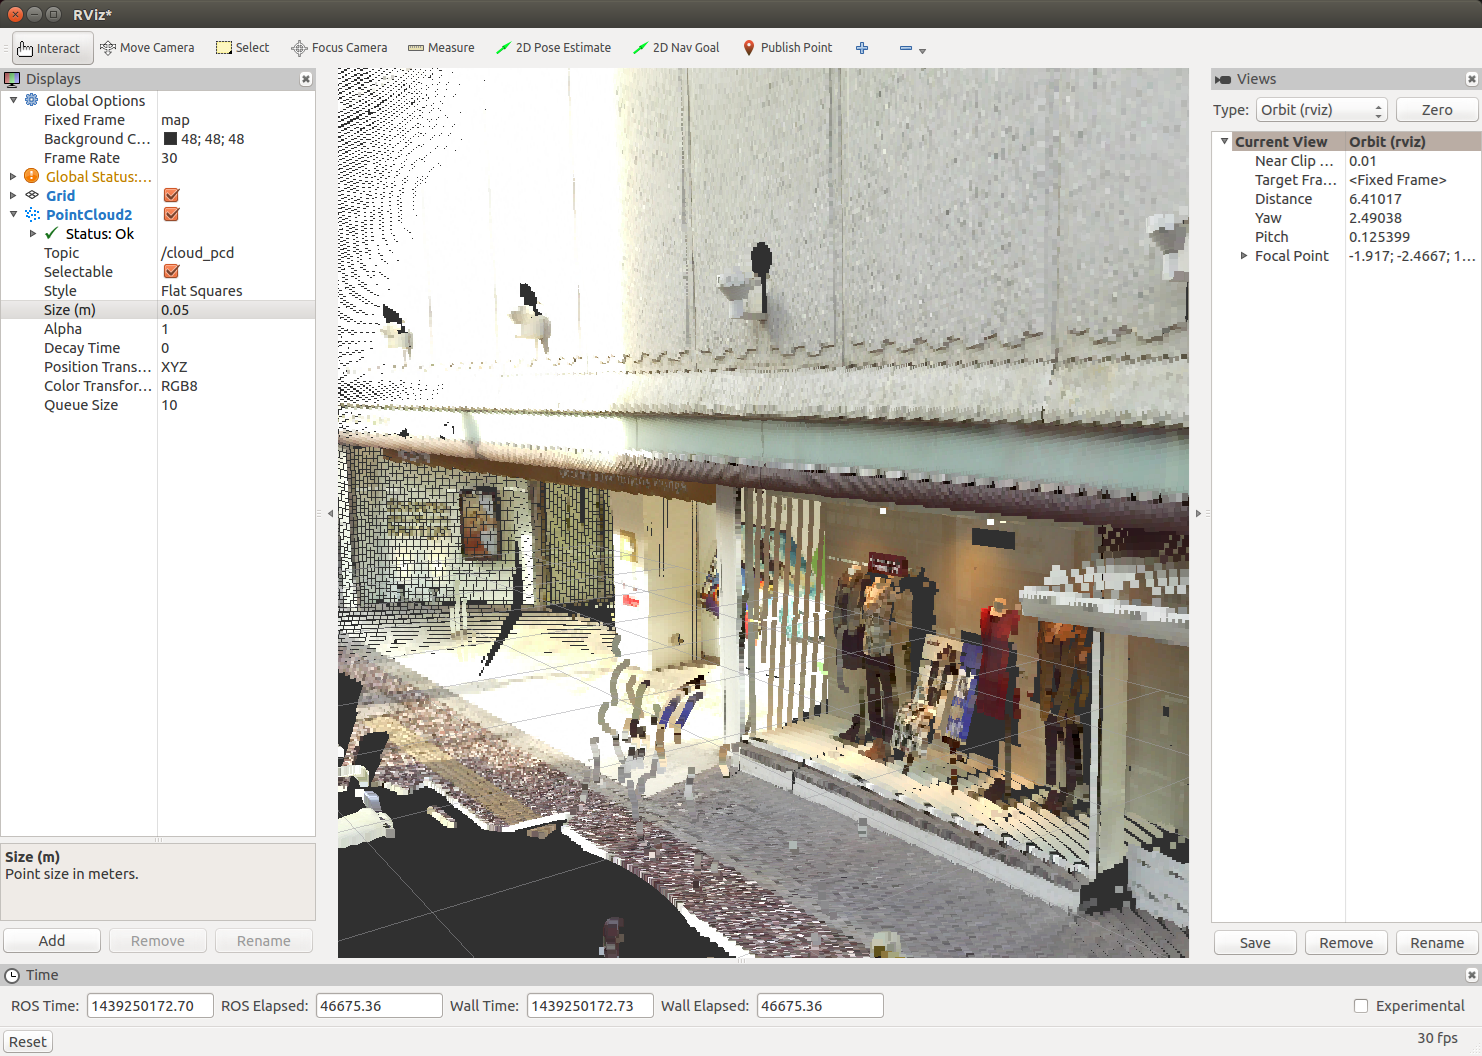 RViz*
Interact Move Camera Select Focus Camera Measure 2D Pose Estimate 2D Nav Goal Publish Point
Displays
Global Options
Fixed Frame map
Background C... 48; 48; 48
Frame Rate 30
Global Status:...
Grid
PointCloud2
Status: Ok
Topic /cloud_pcd
Selectable
Style Flat Squares
Size (m) 0.05
Alpha 1
Decay Time 0
Position Trans... XYZ
Color Transfor... RGB8
Queue Size 10
Size (m)
Point size in meters.
Add Remove Rename
Views
Type: Orbit (rviz) Zero
Current View Orbit (rviz)
Near Clip ... 0.01
Target Fra... <Fixed Frame>
Distance 6.41017
Yaw 2.49038
Pitch 0.125399
Focal Point -1.917; -2.4667; 1...
Save Remove Rename
Time
ROS Time: 1439250172.70 ROS Elapsed: 46675.36 Wall Time: 1439250172.73 Wall Elapsed: 46675.36 Experimental
Reset 30 fps